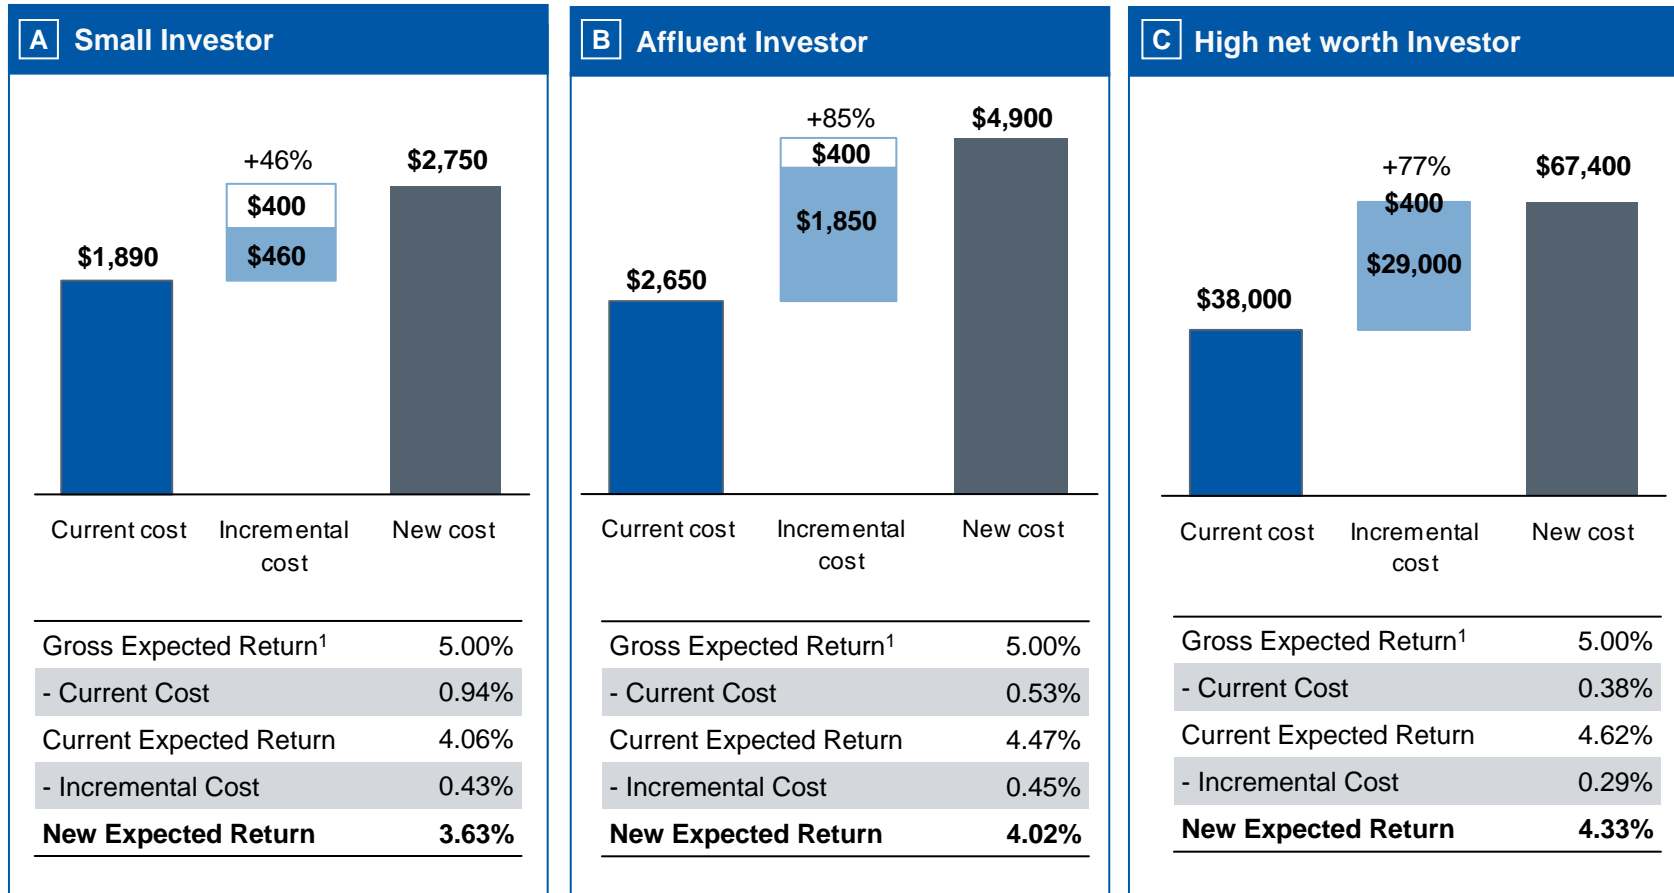 A Small Investor
+46%
$2,750
$400
$1,890
$460
Current cost Incremental New cost
cost
Gross Expected Return¹ 5.00%
- Current Cost 0.94%
Current Expected Return 4.06%
- Incremental Cost 0.43%
New Expected Return 3.63%
B Affluent Investor
+85% $4,900
$400
$1,850
$2,650
Current cost Incremental New cost
cost
Gross Expected Return¹ 5.00%
- Current Cost 0.53%
Current Expected Return 4.47%
- Incremental Cost 0.45%
New Expected Return 4.02%
C High net worth Investor
+77% $67,400
$400
$29,000
$38,000
Current cost Incremental New cost
cost
Gross Expected Return¹ 5.00%
- Current Cost 0.38%
Current Expected Return 4.62%
- Incremental Cost 0.29%
New Expected Return 4.33%